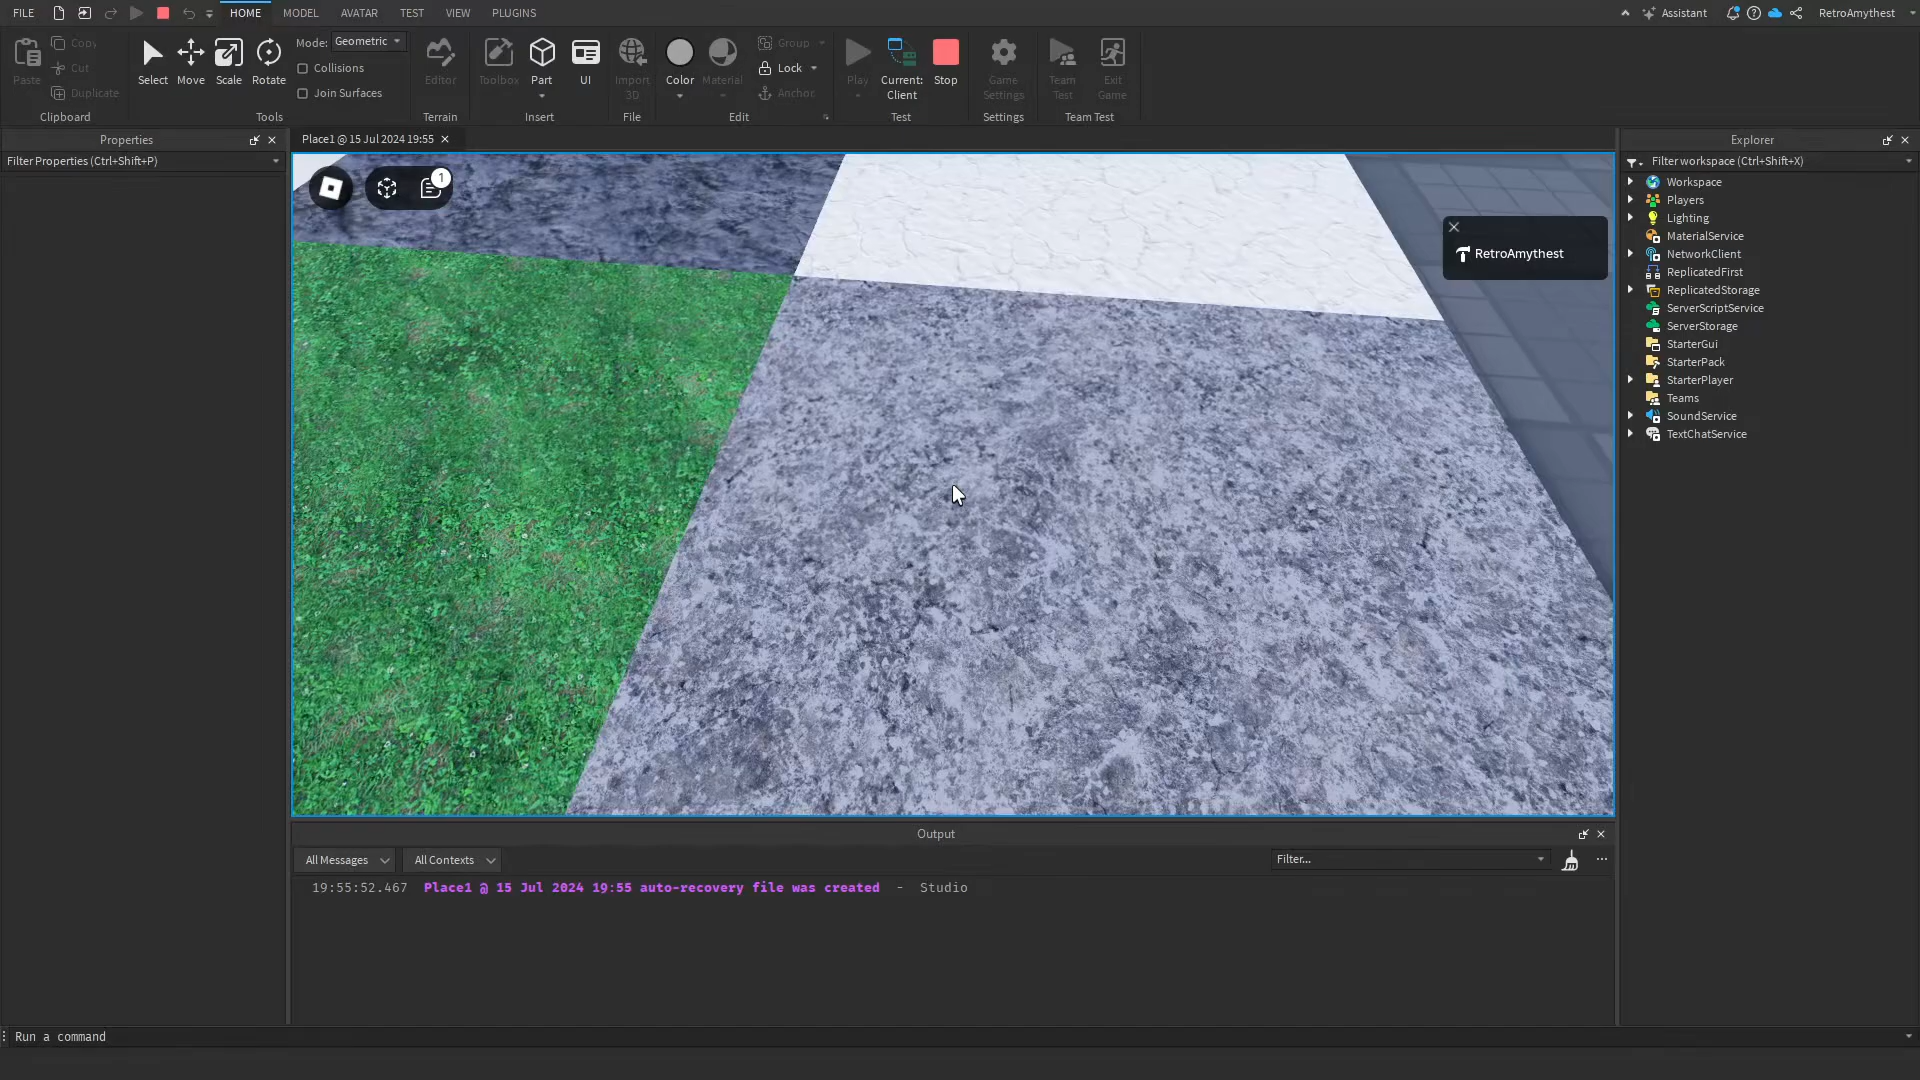 FILE HOME MODEL AVATAR TEST VIEW PLUGINS Assistant RetroAmythest
Paste Copy Cut Duplicate Clipboard
Select Move Scale Rotate Mode: Geometric Collisions Join Surfaces Tools
Editor Terrain
Toolbox Part UI Insert
Import 3D File
Color Material Group Lock Anchor Edit
Play Current: Client Stop Test
Game Settings Settings
Team Test Exit Game Team Test
Properties
Filter Properties (Ctrl+Shift+P)
Place1 @ 15 Jul 2024 19:55
1
RetroAmythest
Explorer
Filter workspace (Ctrl+Shift+X)
Workspace
Players
Lighting
MaterialService
NetworkClient
ReplicatedFirst
ReplicatedStorage
ServerScriptService
ServerStorage
StarterGui
StarterPack
StarterPlayer
Teams
SoundService
TextChatService
Output
All Messages All Contexts Filter...
19:55:52.467 Place1 @ 15 Jul 2024 19:55 auto-recovery file was created - Studio
Run a command